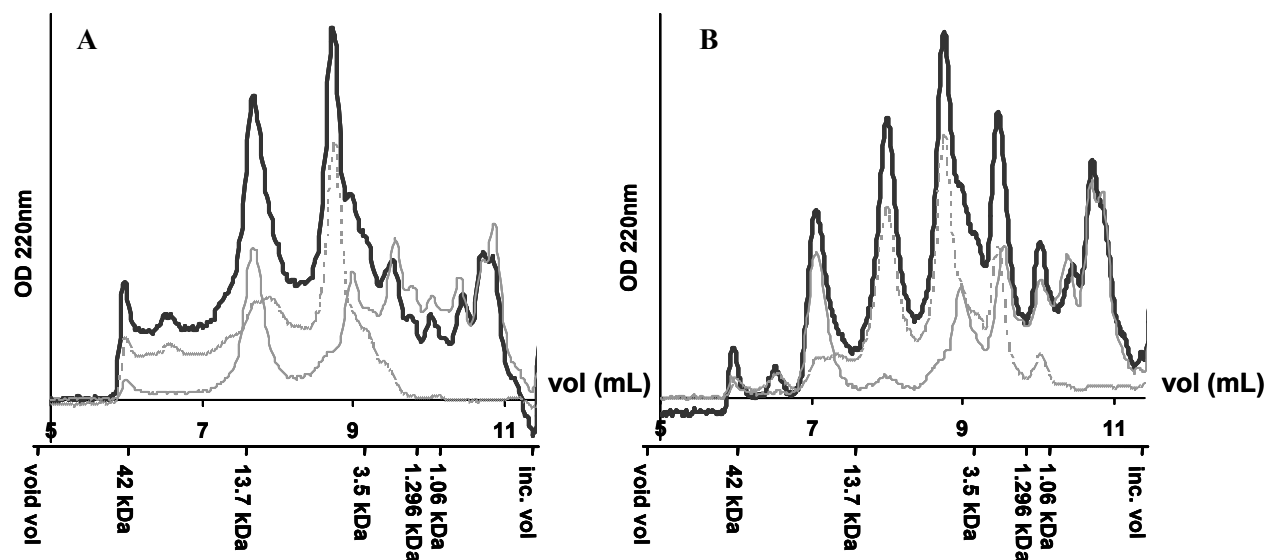 A
OD 220nm
vol (mL)
5 7 9 11
void vol
42 kDa
13.7 kDa
3.5 kDa
1.296 kDa
1.06 kDa
inc. vol
B
OD 220nm
vol (mL)
5 7 9 11
void vol
42 kDa
13.7 kDa
3.5 kDa
1.296 kDa
1.06 kDa
inc. vol